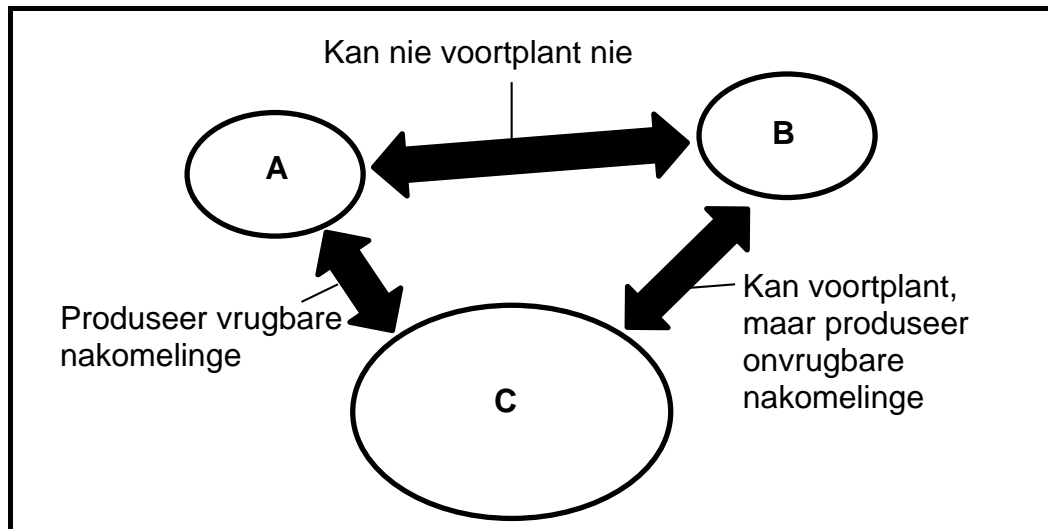 Kan nie voortplant nie
A
B
Produseer vrugbare
nakomelinge
Kan voortplant,
maar produseer
onvrugbare
nakomelinge
C